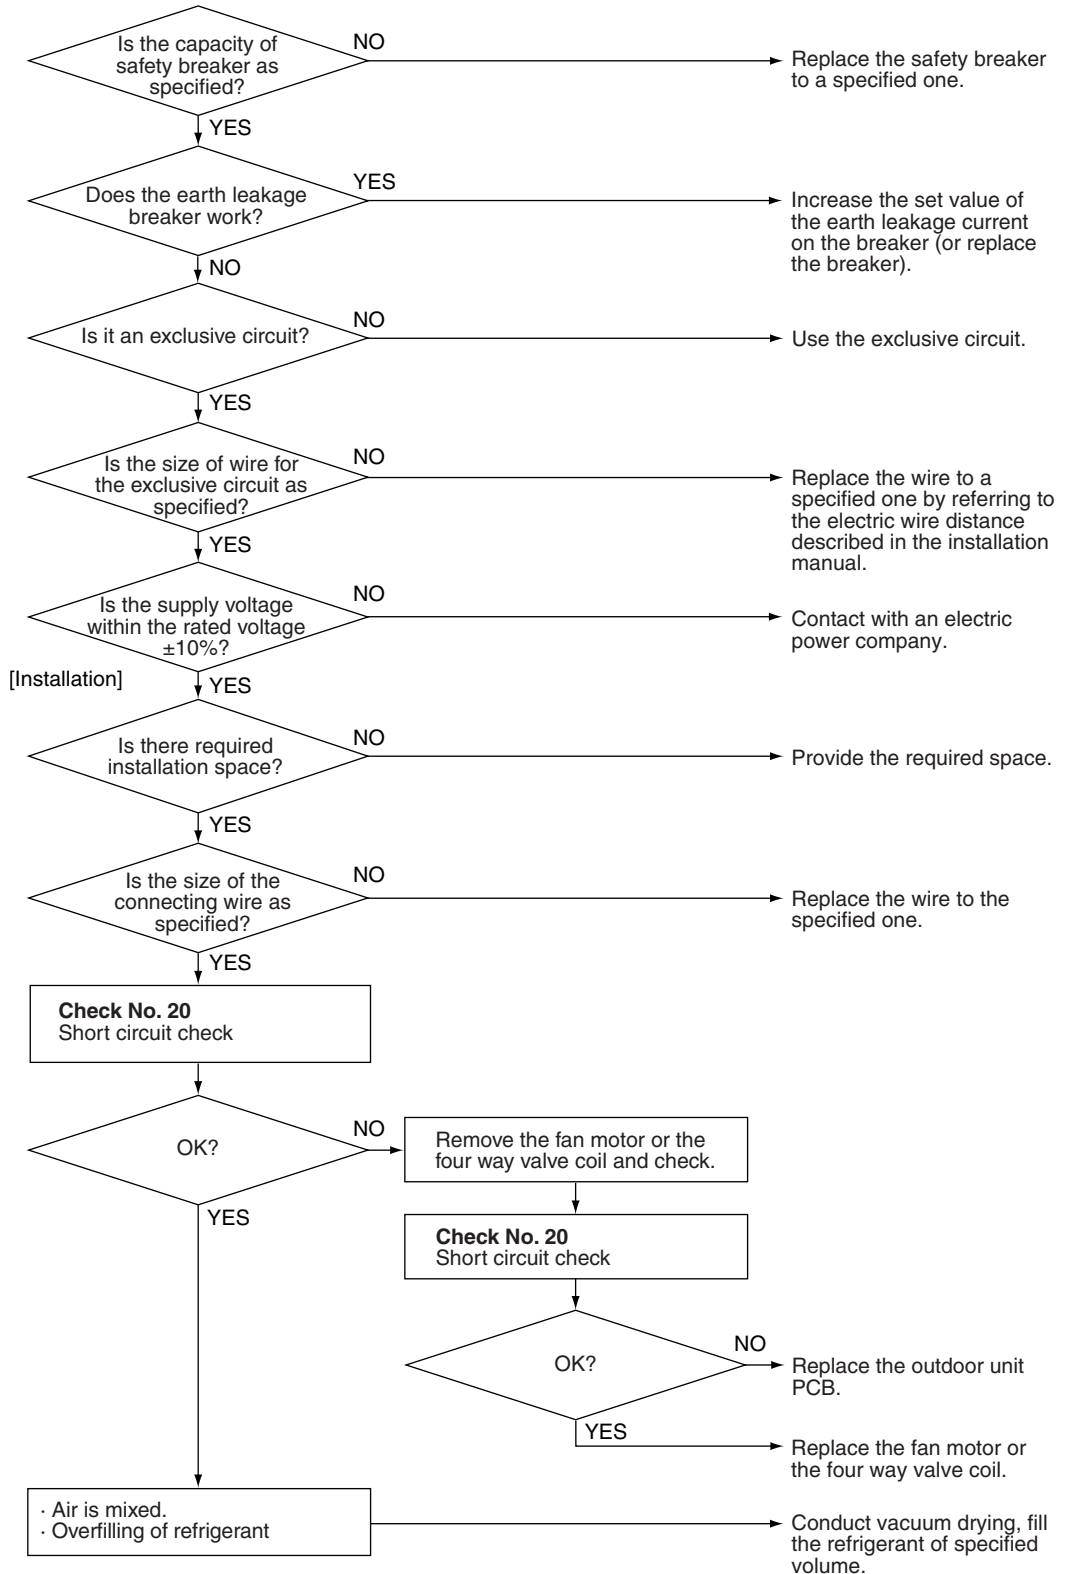 Is the capacity of
safety breaker as
specified?
NO
Replace the safety breaker
to a specified one.
YES
Does the earth leakage
breaker work?
YES
Increase the set value of
the earth leakage current
on the breaker (or replace
the breaker).
NO
Is it an exclusive circuit?
NO
Use the exclusive circuit.
YES
Is the size of wire for
the exclusive circuit as
specified?
NO
Replace the wire to a
specified one by referring to
the electric wire distance
described in the installation
manual.
YES
Is the supply voltage
within the rated voltage
±10%?
NO
Contact with an electric
power company.
[Installation]
YES
Is there required
installation space?
NO
Provide the required space.
YES
Is the size of the
connecting wire as
specified?
NO
Replace the wire to the
specified one.
YES
Check No. 20
Short circuit check
OK?
NO
Remove the fan motor or the
four way valve coil and check.
YES
Check No. 20
Short circuit check
OK?
NO
Replace the outdoor unit
PCB.
YES
Replace the fan motor or
the four way valve coil.
· Air is mixed.
· Overfilling of refrigerant
Conduct vacuum drying, fill
the refrigerant of specified
volume.